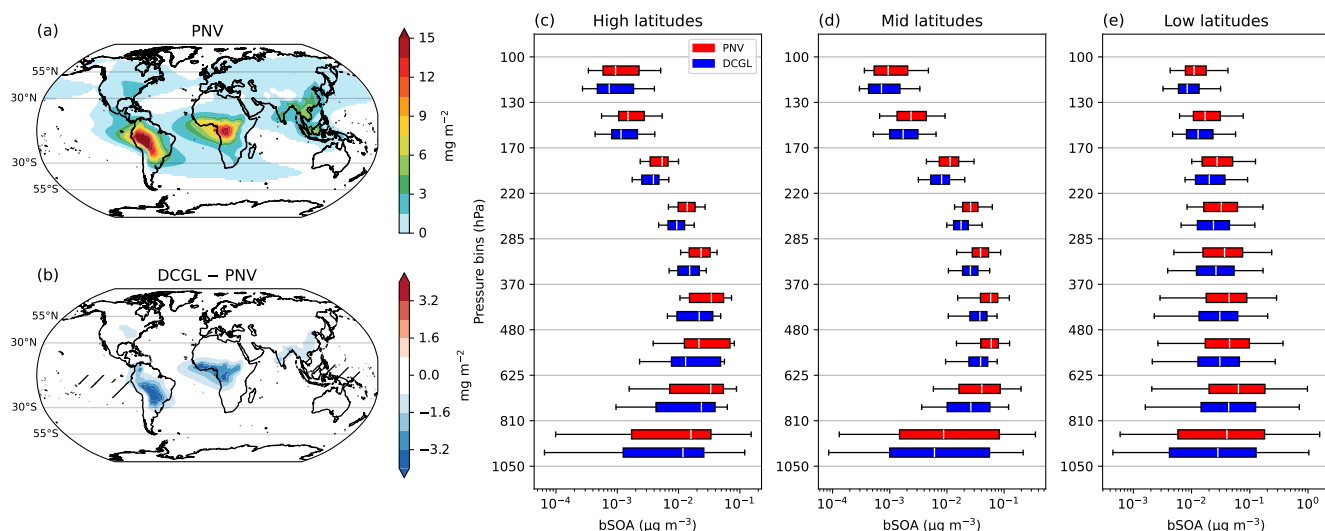 (a)
PNV
55°N
30°N
30°S
55°S
15
12
9
6
3
0
mg m−2
(b)
DCGL − PNV
55°N
30°N
30°S
55°S
3.2
1.6
0.0
−1.6
−3.2
mg m−2
(c)
High latitudes
PNV
DCGL
Pressure bins (hPa)
100
130
170
220
285
370
480
625
810
1050
10−4
10−3
10−2
10−1
bSOA (μg m−3)
(d)
Mid latitudes
100
130
170
220
285
370
480
625
810
1050
10−4
10−3
10−2
10−1
bSOA (μg m−3)
(e)
Low latitudes
100
130
170
220
285
370
480
625
810
1050
10−3
10−2
10−1
100
bSOA (μg m−3)